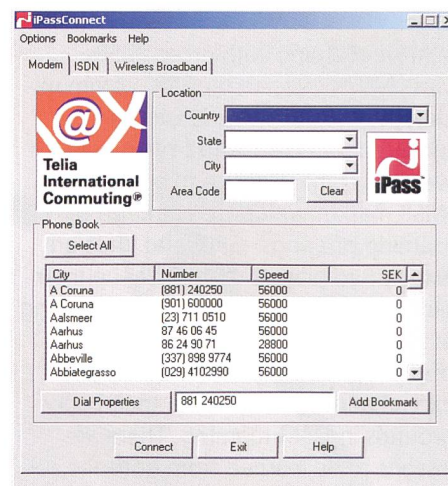 iPassConnect
Options Bookmarks Help
Modem ISDN Wireless Broadband
Location
Country
State
City
Area Code Clear
@
Telia
International
Commuting®
iPass
Phone Book
Select All
City Number Speed SEK
A Coruna (881) 240250 56000 0
A Coruna (901) 600000 56000 0
Aalsmeer (23) 711 0510 56000 0
Aarhus 87 46 06 45 56000 0
Aarhus 86 24 90 71 28800 0
Abbeville (337) 898 9774 56000 0
Abbiategrasso (029) 4102990 56000 0
Dial Properties 881 240250 Add Bookmark
Connect Exit Help